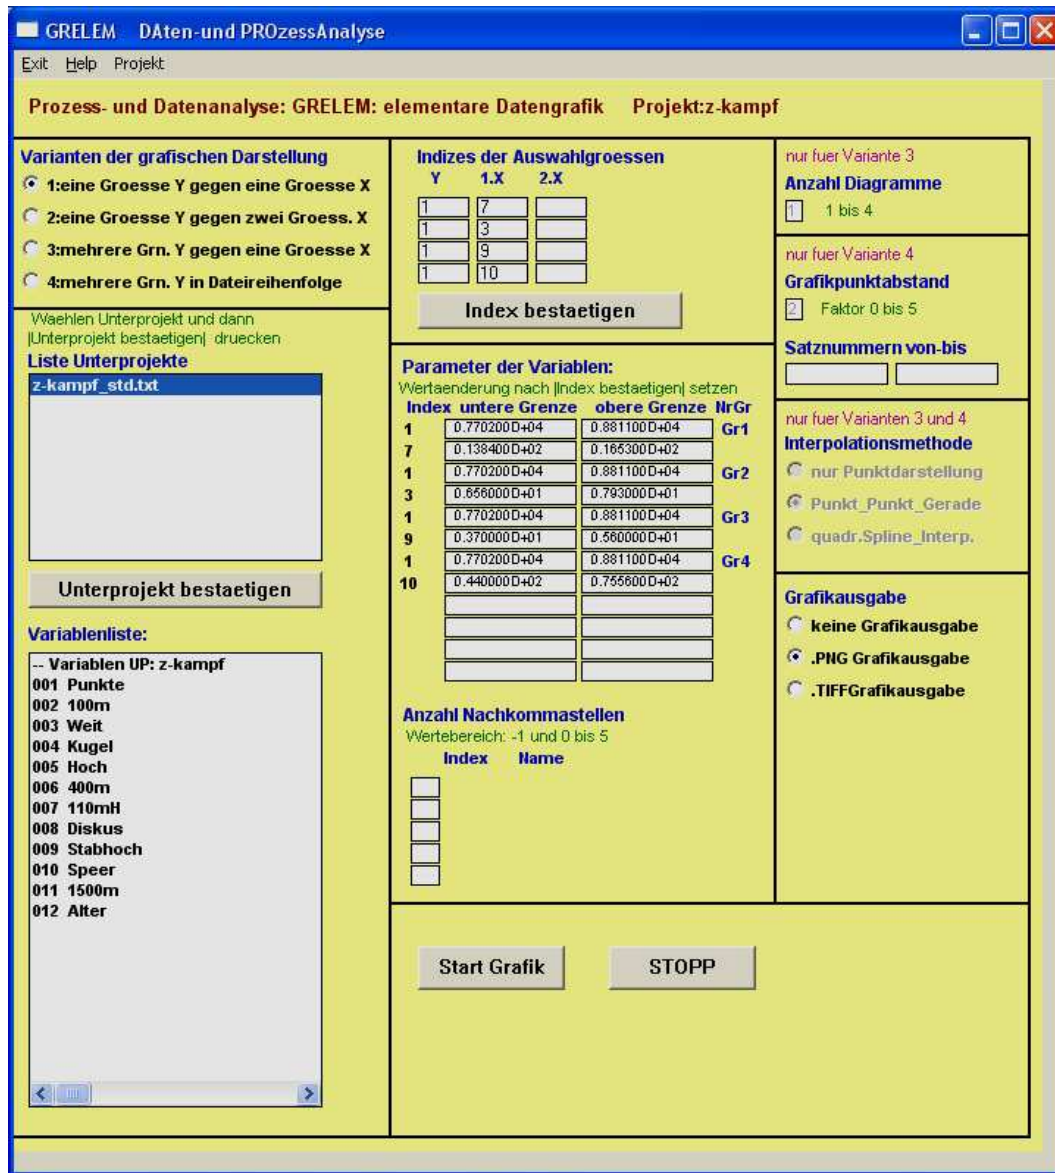 GRELEM DAten-und PROzessAnalyse
Exit Help Projekt
Prozess- und Datenanalyse: GRELEM: elementare Datengrafik Projekt:z-kampf
Varianten der grafischen Darstellung
1:eine Groesse Y gegen eine Groesse X
2:eine Groesse Y gegen zwei Groess. X
3:mehrere Grn. Y gegen eine Groesse X
4:mehrere Grn. Y in Dateireihenfolge
Waehlen Unterprojekt und dann
|Unterprojekt bestaetigen| druecken
Liste Unterprojekte
z-kampf_std.txt
Unterprojekt bestaetigen
Variablenliste:
-- Variablen UP: z-kampf
001 Punkte
002 100m
003 Weit
004 Kugel
005 Hoch
006 400m
007 110mH
008 Diskus
009 Stabhoch
010 Speer
011 1500m
012 Alter
Indizes der Auswahlgroessen
Y 1.X 2.X
1 7
1 3
1 9
1 10
Index bestaetigen
Parameter der Variablen:
Wertaenderung nach |Index bestaetigen| setzen
Index untere Grenze obere Grenze NrGr
1 0.770200D+04 0.881100D+04 Gr1
7 0.138400D+02 0.165300D+02
1 0.770200D+04 0.881100D+04 Gr2
3 0.656000D+01 0.793000D+01
1 0.770200D+04 0.881100D+04 Gr3
9 0.370000D+01 0.560000D+01
1 0.770200D+04 0.881100D+04 Gr4
10 0.440000D+02 0.755600D+02
Anzahl Nachkommastellen
Wertebereich: -1 und 0 bis 5
Index Name
Start Grafik STOPP
nur fuer Variante 3
Anzahl Diagramme
1 1 bis 4
nur fuer Variante 4
Grafikpunktabstand
2 Faktor 0 bis 5
Satznummern von-bis
nur fuer Varianten 3 und 4
Interpolationsmethode
nur Punktdarstellung
Punkt_Punkt_Gerade
quadr.Spline_Interp.
Grafikausgabe
keine Grafikausgabe
.PNG Grafikausgabe
.TIFFGrafikausgabe